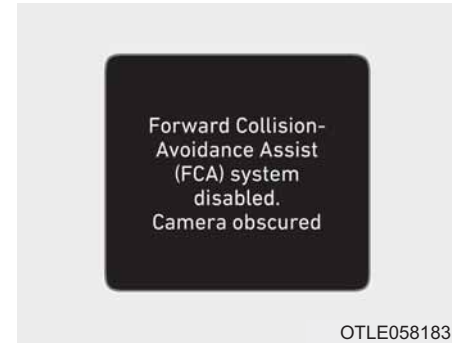 Forward Collision-
Avoidance Assist
(FCA) system
disabled.
Camera obscured
OTLE058183